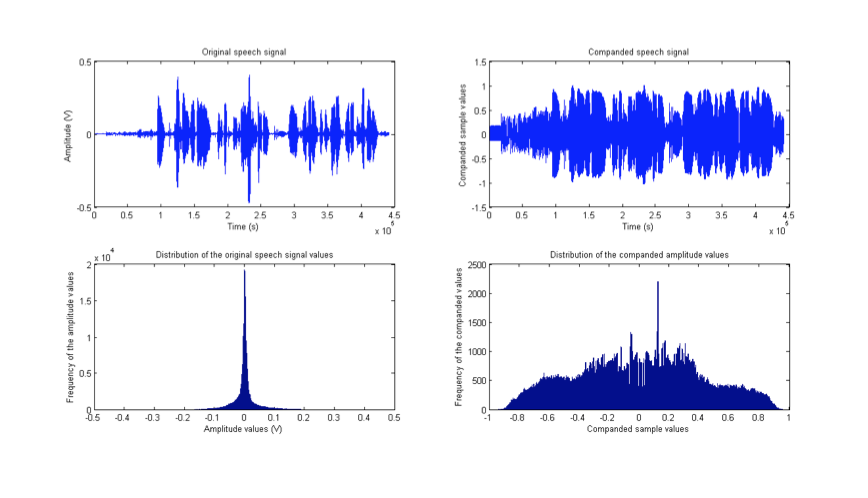 Original speech signal
0.5
0
-0.5
Amplitude (V)
0 0.5 1 1.5 2 2.5 3 3.5 4 4.5
Time (s)
x 10^5
Companded speech signal
1.5
1
0.5
0
-0.5
-1
-1.5
Companded sample values
0 0.5 1 1.5 2 2.5 3 3.5 4 4.5
Time (s)
x 10^5
Distribution of the original speech signal values
x 10^4
2
1.5
1
0.5
0
Frequency of the amplitude values
-0.5 -0.4 -0.3 -0.2 -0.1 0 0.1 0.2 0.3 0.4 0.5
Amplitude values (V)
Distribution of the companded amplitude values
2500
2000
1500
1000
500
0
Frequency of the companded values
-1 -0.8 -0.6 -0.4 -0.2 0 0.2 0.4 0.6 0.8 1
Companded sample values